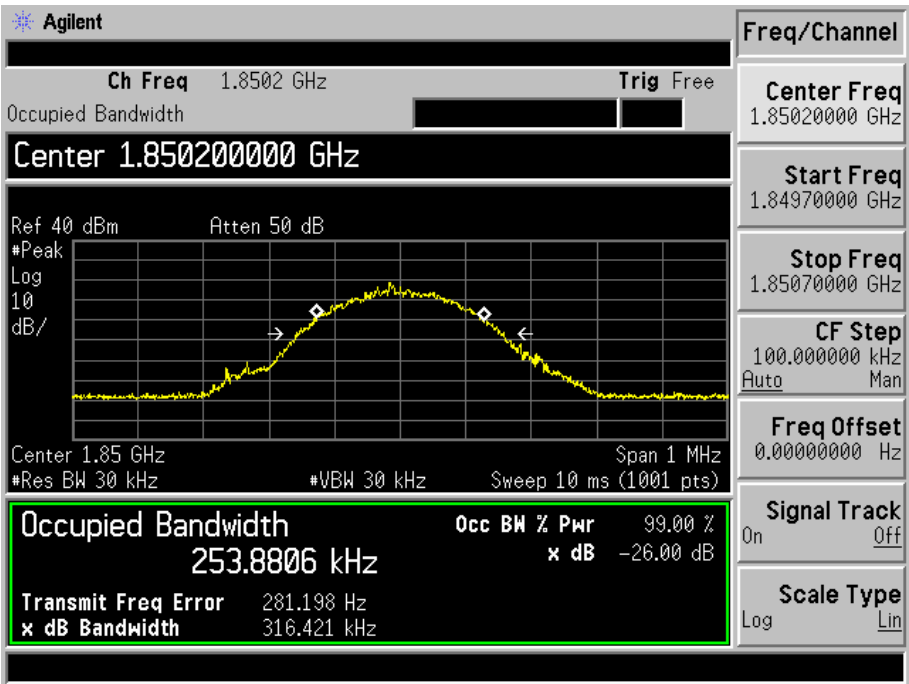 Agilent
Freq/Channel
Ch Freq 1.8502 GHz Trig Free
Occupied Bandwidth
Center 1.850200000 GHz
Ref 40 dBm Atten 50 dB
#Peak
Log
10
dB/
Center 1.85 GHz Span 1 MHz
#Res BW 30 kHz #VBW 30 kHz Sweep 10 ms (1001 pts)
Occupied Bandwidth
253.8806 kHz
Occ BW % Pwr 99.00 %
x dB -26.00 dB
Transmit Freq Error 281.198 Hz
x dB Bandwidth 316.421 kHz
Center Freq
1.85020000 GHz
Start Freq
1.84970000 GHz
Stop Freq
1.85070000 GHz
CF Step
100.000000 kHz
Auto Man
Freq Offset
0.00000000 Hz
Signal Track
On Off
Scale Type
Log Lin